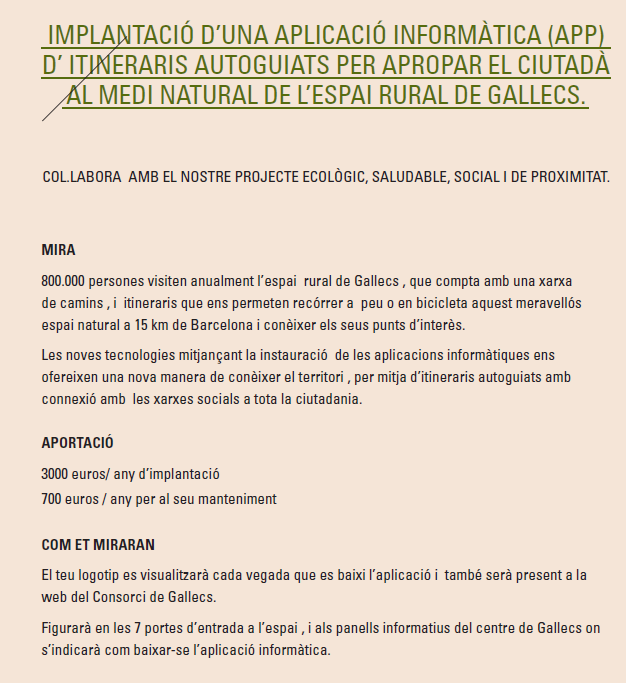 IMPLANTACIÓ D’UNA APLICACIÓ INFORMÀTICA (APP)
D’ ITINERARIS AUTOGUIATS PER APROPAR EL CIUTADÀ
AL MEDI NATURAL DE L’ESPAI RURAL DE GALLECS.
COL.LABORA AMB EL NOSTRE PROJECTE ECOLÒGIC, SALUDABLE, SOCIAL I DE PROXIMITAT.
MIRA
800.000 persones visiten anualment l’espai rural de Gallecs , que compta amb una xarxa
de camins , i itineraris que ens permeten recórrer a peu o en bicicleta aquest meravellós
espai natural a 15 km de Barcelona i conèixer els seus punts d’interès.
Les noves tecnologies mitjançant la instauració de les aplicacions informàtiques ens
ofereixen una nova manera de conèixer el territori , per mitja d’itineraris autoguiats amb
connexió amb les xarxes socials a tota la ciutadania.
APORTACIÓ
3000 euros/ any d’implantació
700 euros / any per al seu manteniment
COM ET MIRARAN
El teu logotip es visualitzarà cada vegada que es baixi l’aplicació i també serà present a la
web del Consorci de Gallecs.
Figurarà en les 7 portes d’entrada a l’espai , i als panells informatius del centre de Gallecs on
s’indicarà com baixar-se l’aplicació informàtica.